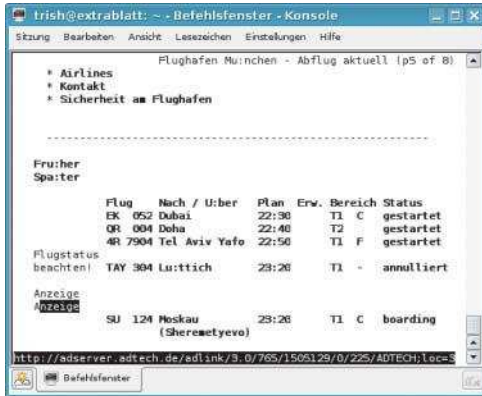 trish@extrablatt: ~ - Befehlsfenster - Konsole
Sitzung Bearbeiten Ansicht Lesezeichen Einstellungen Hilfe
Flughafen Mu:nchen - Abflug aktuell (p5 of 8)
* Airlines
* Kontakt
* Sicherheit am Flughafen
Fru:her
Spa:ter
Flug Nach / U:ber Plan Erw. Bereich Status
EK 052 Dubai 22:30 T1 C gestartet
QR 004 Doha 22:40 T2 gestartet
4R 7904 Tel Aviv Yafo 22:50 T1 F gestartet
Flugstatus
beachten! TAY 304 Lu:ttich 23:20 T1 - annulliert
Anzeige
Anzeige
SU 124 Moskau 23:20 T1 C boarding
(Sheremetyevo)
http://adserver.adtech.de/adlink/3.0/765/1505129/0/225/ADTECH;loc=3
Befehlsfenster